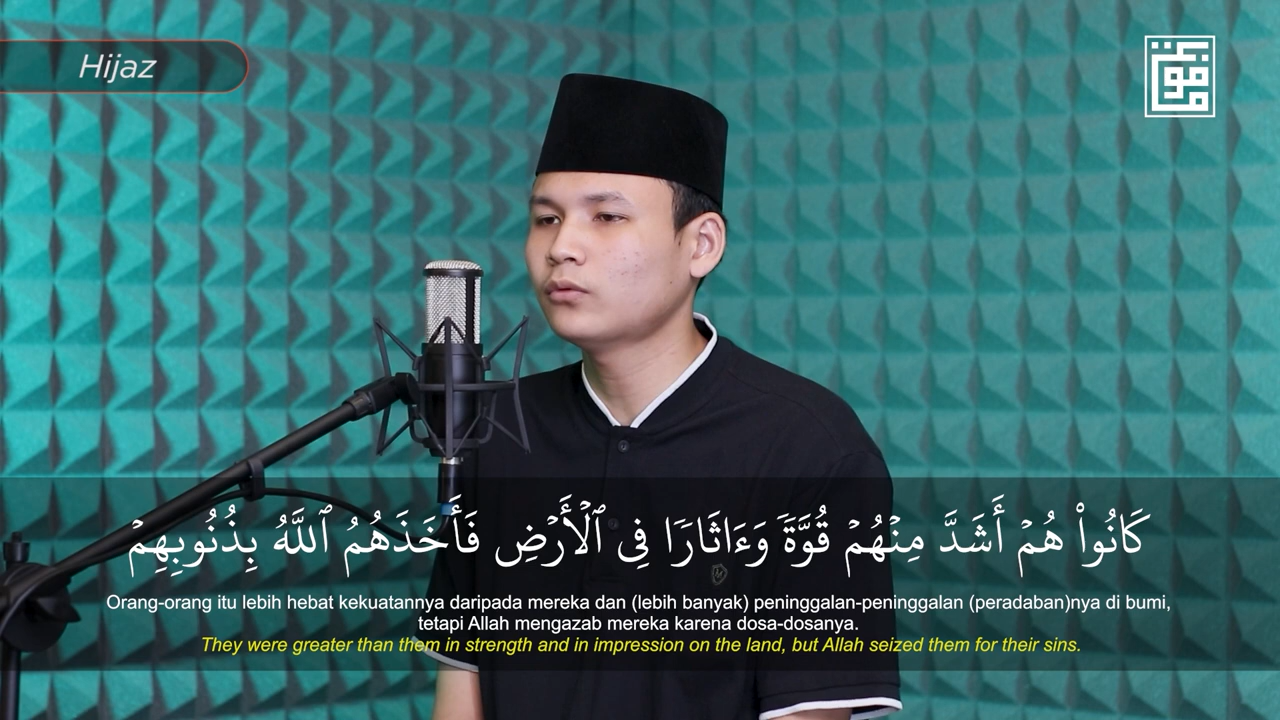 Hijaz
كَانُوا۟ هُمْ أَشَدَّ مِنْهُمْ قُوَّةً وَءَاثَارًا فِى ٱلْأَرْضِ فَأَخَذَهُمُ ٱللَّهُ بِذُنُوبِهِمْ
Orang-orang itu lebih hebat kekuatannya daripada mereka dan (lebih banyak) peninggalan-peninggalan (peradaban)nya di bumi,
tetapi Allah mengazab mereka karena dosa-dosanya.
They were greater than them in strength and in impression on the land, but Allah seized them for their sins.